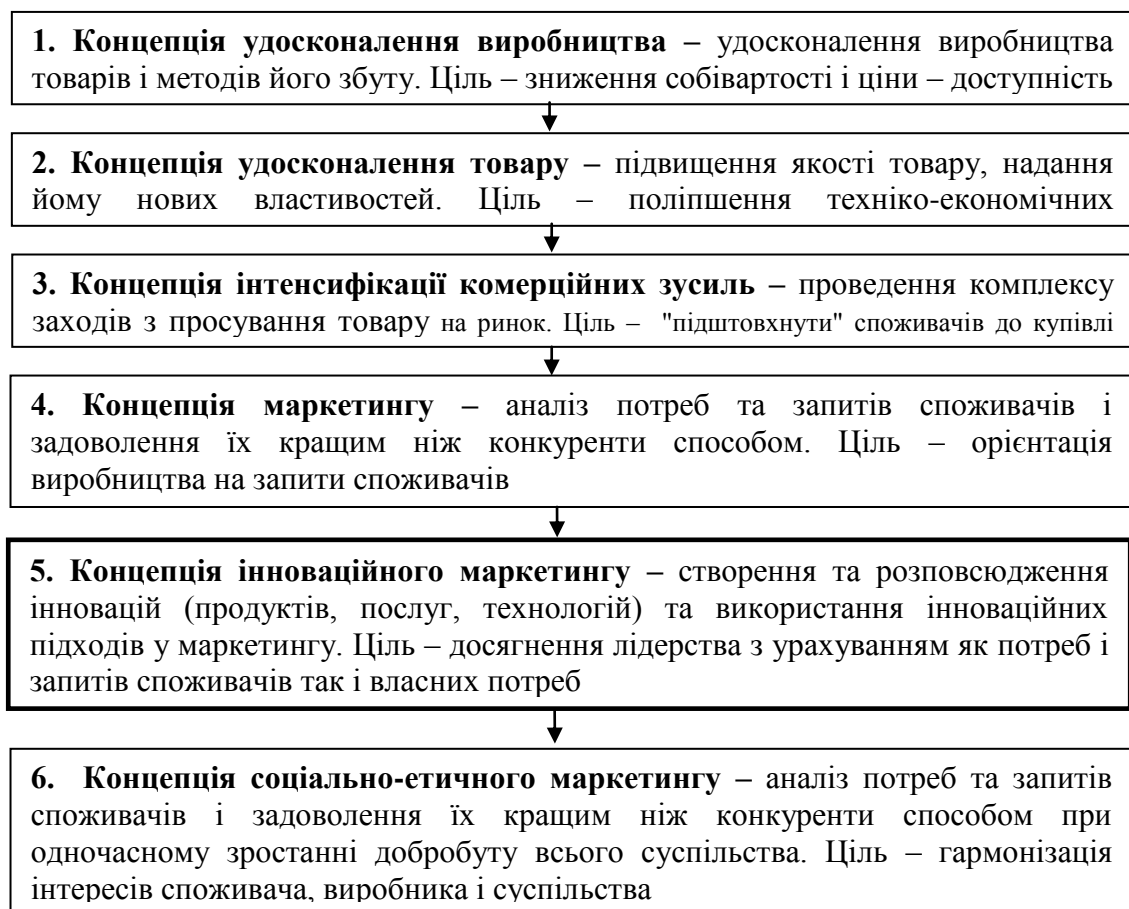 1. Концепція удосконалення виробництва – удосконалення виробництва
товарів і методів його збуту. Ціль – зниження собівартості і ціни – доступність
2. Концепція удосконалення товару – підвищення якості товару, надання
йому нових властивостей. Ціль – поліпшення техніко-економічних
3. Концепція інтенсифікації комерційних зусиль – проведення комплексу
заходів з просування товару на ринок. Ціль – "підштовхнути" споживачів до купівлі
4. Концепція маркетингу – аналіз потреб та запитів споживачів і
задоволення їх кращим ніж конкуренти способом. Ціль – орієнтація
виробництва на запити споживачів
5. Концепція інноваційного маркетингу – створення та розповсюдження
інновацій (продуктів, послуг, технологій) та використання інноваційних
підходів у маркетингу. Ціль – досягнення лідерства з урахуванням як потреб і
запитів споживачів так і власних потреб
6. Концепція соціально-етичного маркетингу – аналіз потреб та запитів
споживачів і задоволення їх кращим ніж конкуренти способом при
одночасному зростанні добробуту всього суспільства. Ціль – гармонізація
інтересів споживача, виробника і суспільства